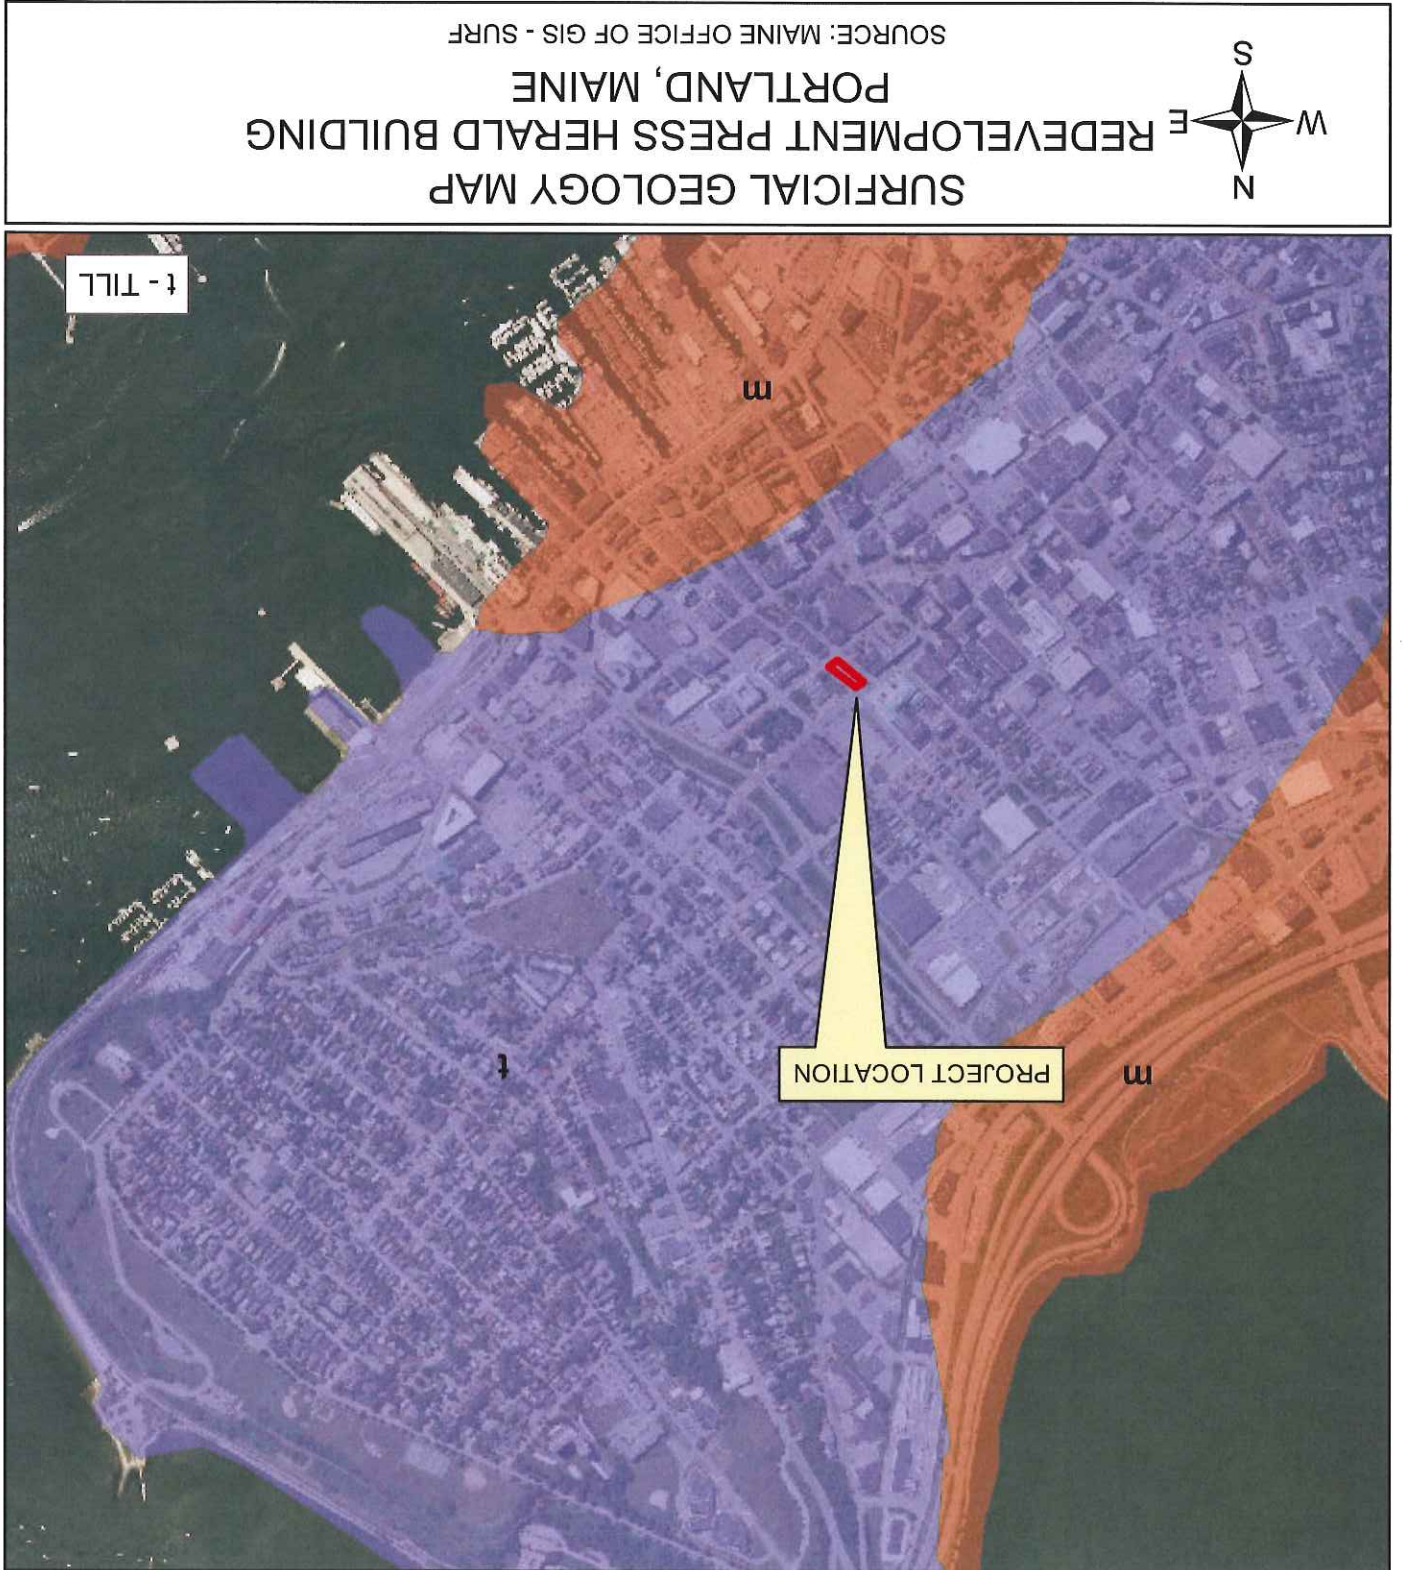 PROJECT LOCATION
m
t
m
t - TILL
SURFICIAL GEOLOGY MAP
REDEVELOPMENT PRESS HERALD BUILDING
PORTLAND, MAINE
SOURCE: MAINE OFFICE OF GIS - SURF
N
W
E
S